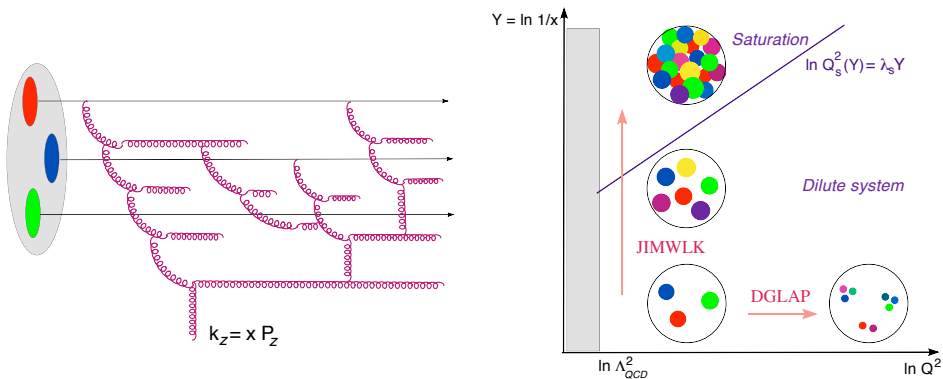 k_z = x P_z
Y = ln 1/x
Saturation
ln Q_s^2(Y) = λ_s Y
Dilute system
JIMWLK
DGLAP
ln Λ_QCD^2
ln Q^2